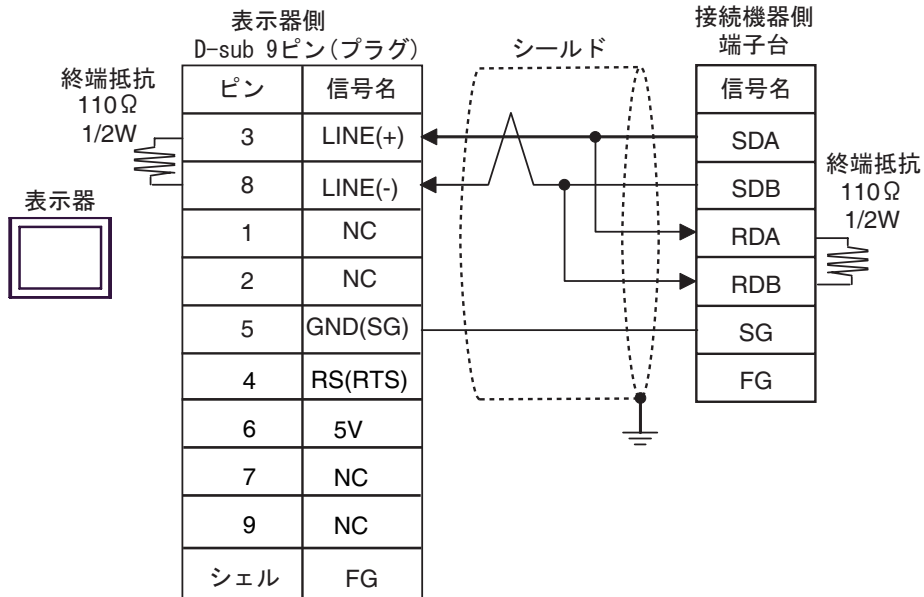 表示器側
D-sub 9ピン(プラグ)
シールド
接続機器側
端子台
終端抵抗
110Ω
1/2W
表示器
ピン 信号名
3 LINE(+)
8 LINE(-)
1 NC
2 NC
5 GND(SG)
4 RS(RTS)
6 5V
7 NC
9 NC
シェル FG
信号名
SDA
SDB
RDA
RDB
SG
FG
終端抵抗
110Ω
1/2W